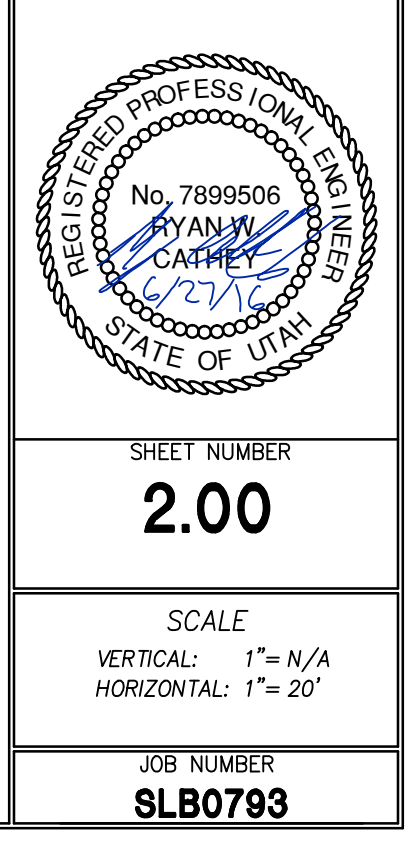 REGISTERED PROFESSIONAL ENGINEER
No. 7899506
RYAN W.
CATHEY
6/27/16
STATE OF UTAH
SHEET NUMBER
2.00
SCALE
VERTICAL: 1"= N/A
HORIZONTAL: 1"= 20'
JOB NUMBER
SLB0793